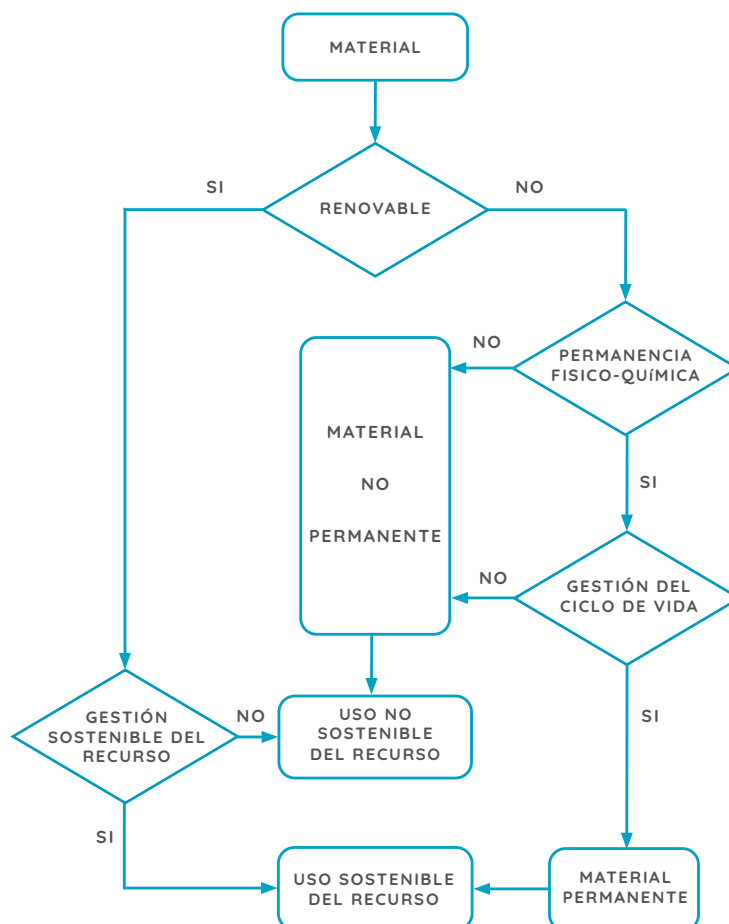 MATERIAL
SI
NO
RENOVABLE
NO
PERMANENCIA
FISICO-QUíMICA
MATERIAL
NO
PERMANENTE
SI
NO
GESTIÓN DEL
CICLO DE VIDA
GESTIÓN
SOSTENIBLE DEL
RECURSO
NO
USO NO
SOSTENIBLE
DEL RECURSO
SI
SI
USO SOSTENIBLE
DEL RECURSO
MATERIAL
PERMANENTE